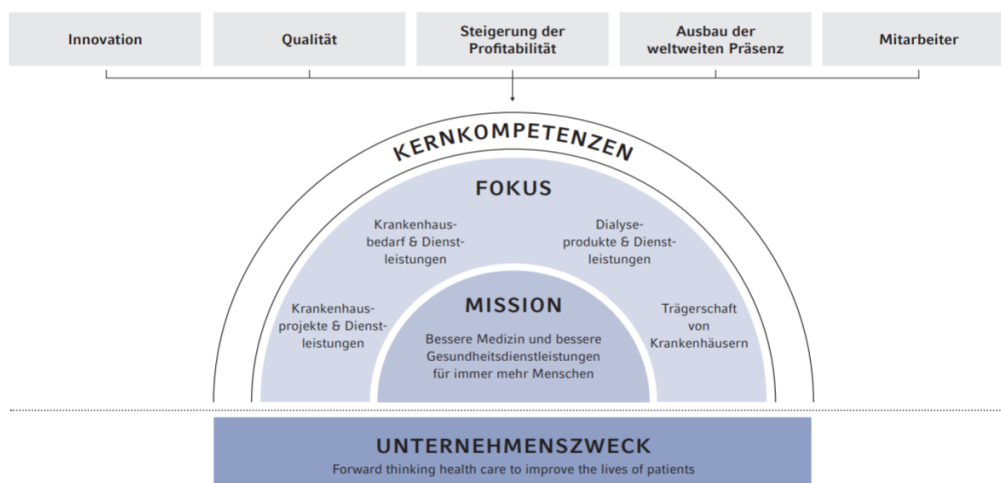 Innovation
Qualität
Steigerung der
Profitabilität
Ausbau der
weltweiten Präsenz
Mitarbeiter
KERNKOMPETENZEN
FOKUS
Krankenhaus-
bedarf & Dienst-
leistungen
Dialyse-
produkte & Dienst-
leistungen
Krankenhaus-
projekte & Dienst-
leistungen
Trägerschaft
von
Krankenhäusern
MISSION
Bessere Medizin und bessere
Gesundheitsdienstleistungen
für immer mehr Menschen
UNTERNEHMENSZWECK
Forward thinking health care to improve the lives of patients